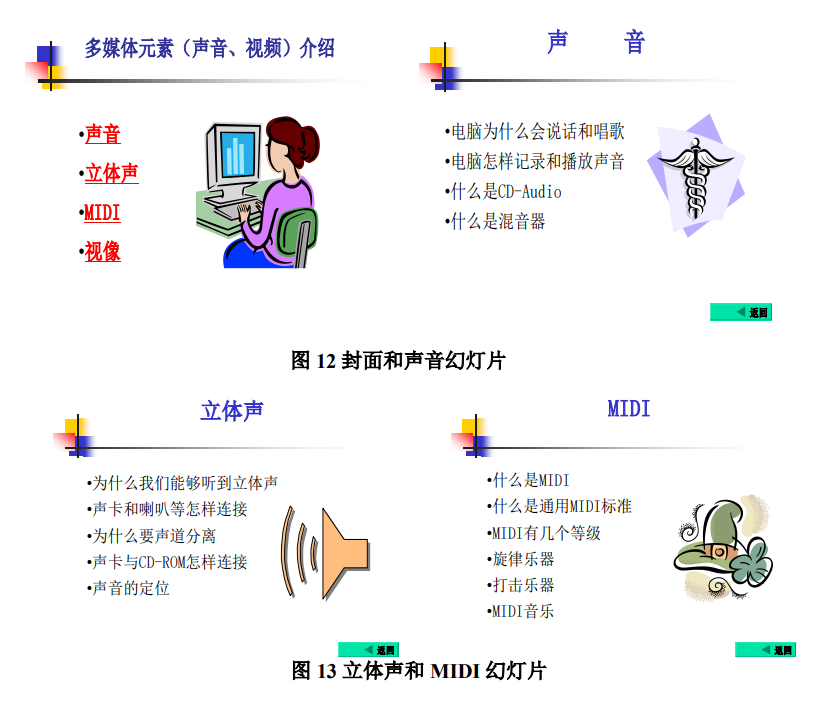 多媒体元素（声音、视频）介绍
•声音
•立体声
•MIDI
•视像
声 音
•电脑为什么会说话和唱歌
•电脑怎样记录和播放声音
•什么是CD-Audio
•什么是混音器
返回
图 12 封面和声音幻灯片
立体声
•为什么我们能够听到立体声
•声卡和喇叭等怎样连接
•为什么要声道分离
•声卡与CD-ROM怎样连接
•声音的定位
返回
MIDI
•什么是MIDI
•什么是通用MIDI标准
•MIDI有几个等级
•旋律乐器
•打击乐器
•MIDI音乐
返回
图 13 立体声和 MIDI 幻灯片